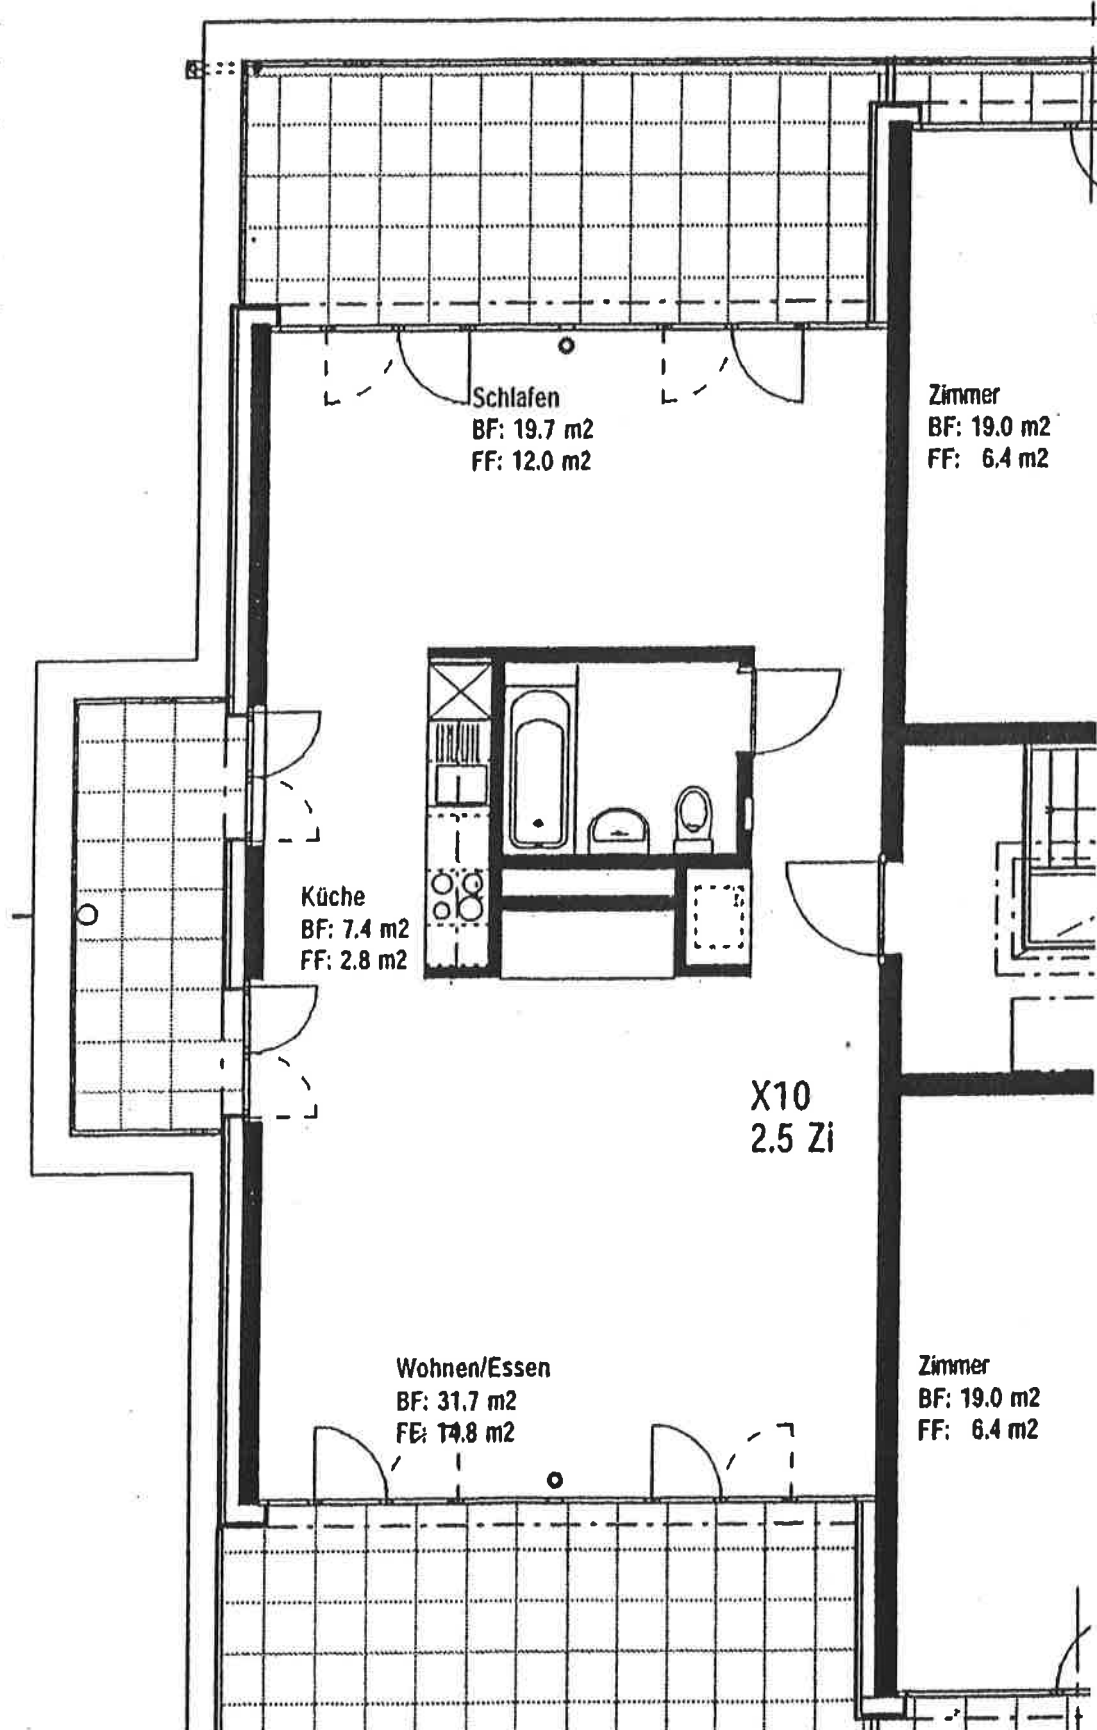 Schlafen
BF: 19.7 m2
FF: 12.0 m2
Zimmer
BF: 19.0 m2
FF: 6.4 m2
Küche
BF: 7.4 m2
FF: 2.8 m2
X10
2.5 Zi
Wohnen/Essen
BF: 31.7 m2
FF: 14.8 m2
Zimmer
BF: 19.0 m2
FF: 6.4 m2